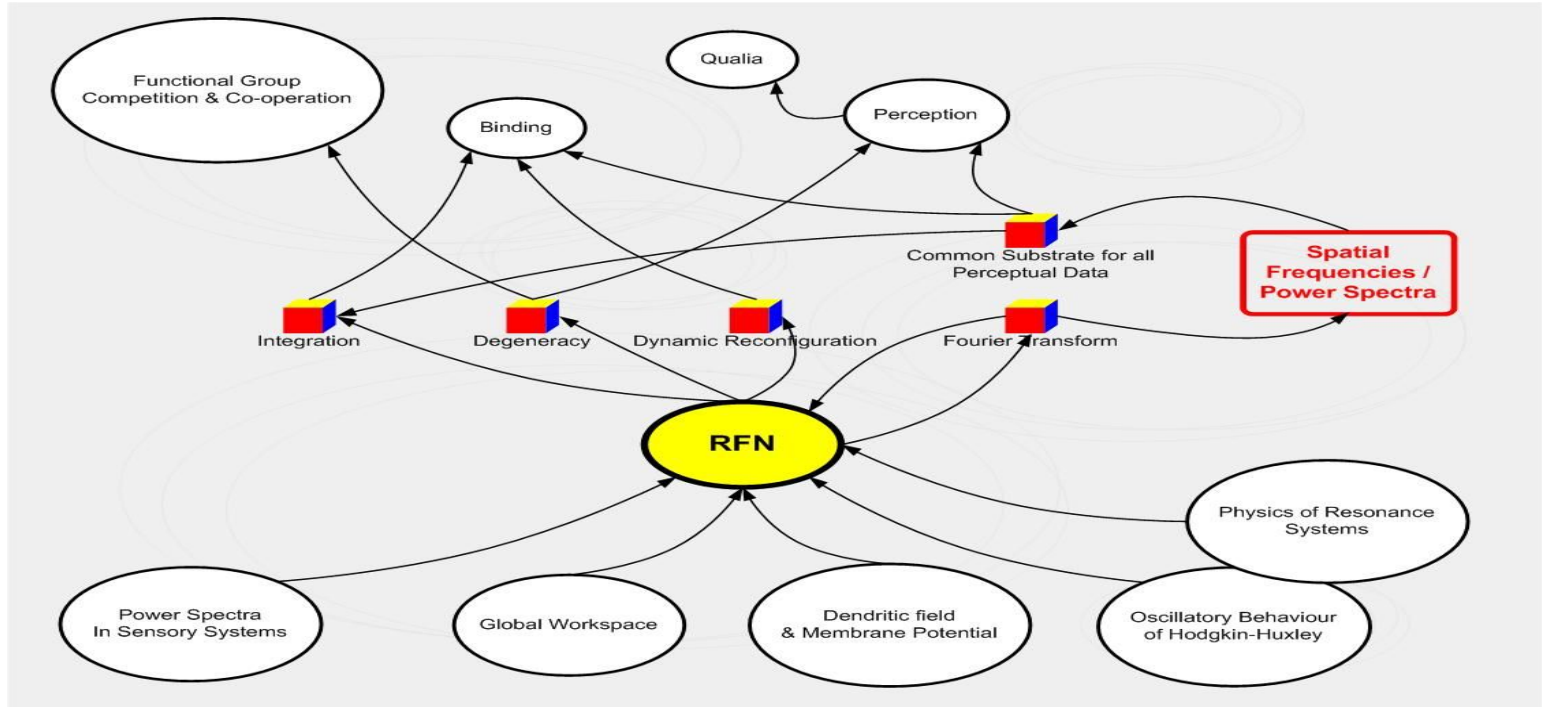 Functional Group
Competition & Co-operation
Qualia
Binding
Perception
Common Substrate for all
Perceptual Data
Spatial
Frequencies /
Power Spectra
Integration
Degeneracy
Dynamic Reconfiguration
Fourier Transform
RFN
Physics of Resonance
Systems
Power Spectra
In Sensory Systems
Global Workspace
Dendritic field
& Membrane Potential
Oscillatory Behaviour
of Hodgkin-Huxley